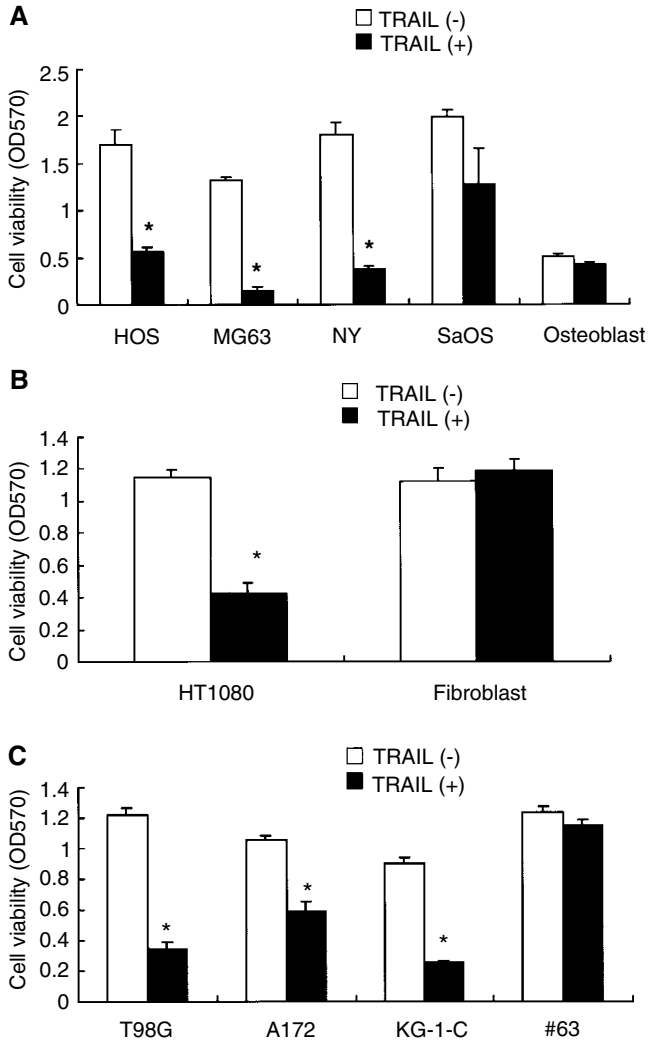 A
TRAIL (-)
TRAIL (+)
Cell viability (OD570)
2.5
2
1.5
1
0.5
0
*
*
*
HOS
MG63
NY
SaOS
Osteoblast
B
TRAIL (-)
TRAIL (+)
Cell viability (OD570)
1.4
1.2
1
0.8
0.6
0.4
0.2
0
*
HT1080
Fibroblast
C
TRAIL (-)
TRAIL (+)
Cell viability (OD570)
1.4
1.2
1
0.8
0.6
0.4
0.2
0
*
*
*
T98G
A172
KG-1-C
#63